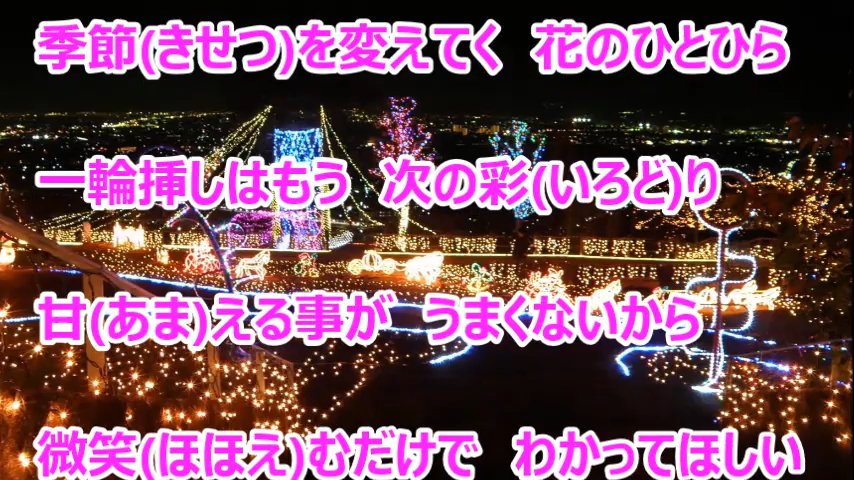 季節(きせつ)を変えてく　花のひとひら
一輪挿しはもう　次の彩(いろど)り
甘(あま)える事が　うまくないから
微笑(ほほえ)むだけで　わかってほしい